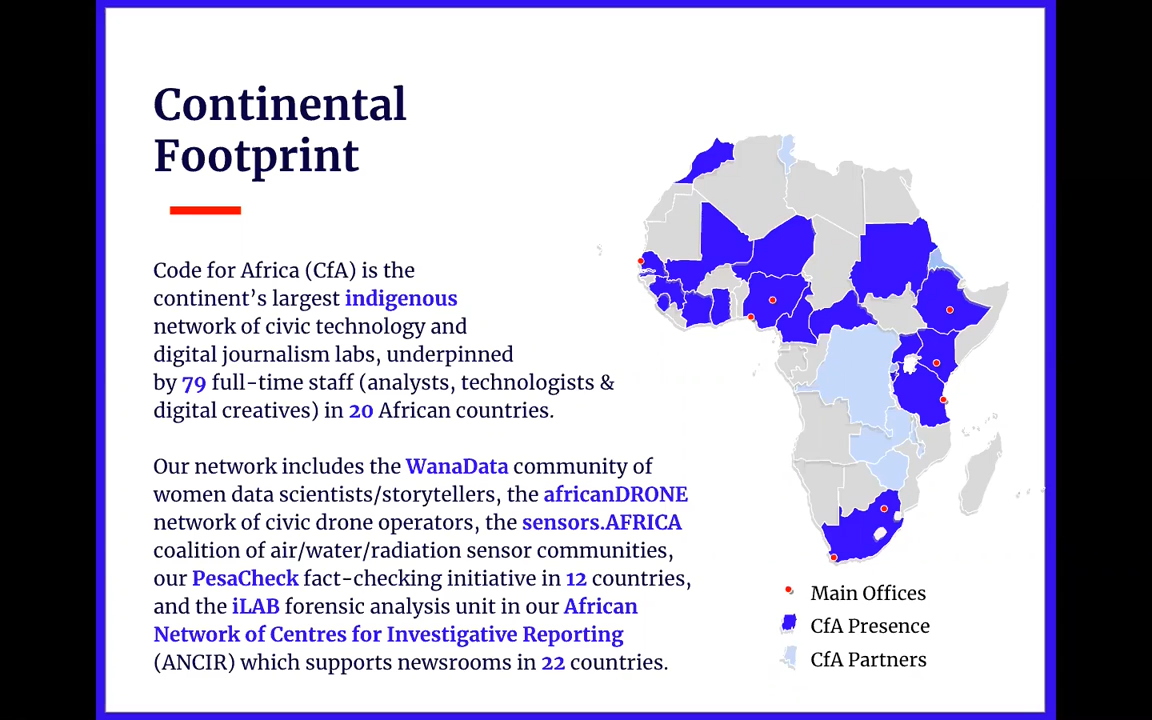 Continental
Footprint
Code for Africa (CfA) is the
continent’s largest indigenous
network of civic technology and
digital journalism labs, underpinned
by 79 full-time staff (analysts, technologists &
digital creatives) in 20 African countries.
Our network includes the WanaData community of
women data scientists/storytellers, the africanDRONE
network of civic drone operators, the sensors.AFRICA
coalition of air/water/radiation sensor communities,
our PesaCheck fact-checking initiative in 12 countries,
and the iLAB forensic analysis unit in our African
Network of Centres for Investigative Reporting
(ANCIR) which supports newsrooms in 22 countries.
Main Offices
CfA Presence
CfA Partners